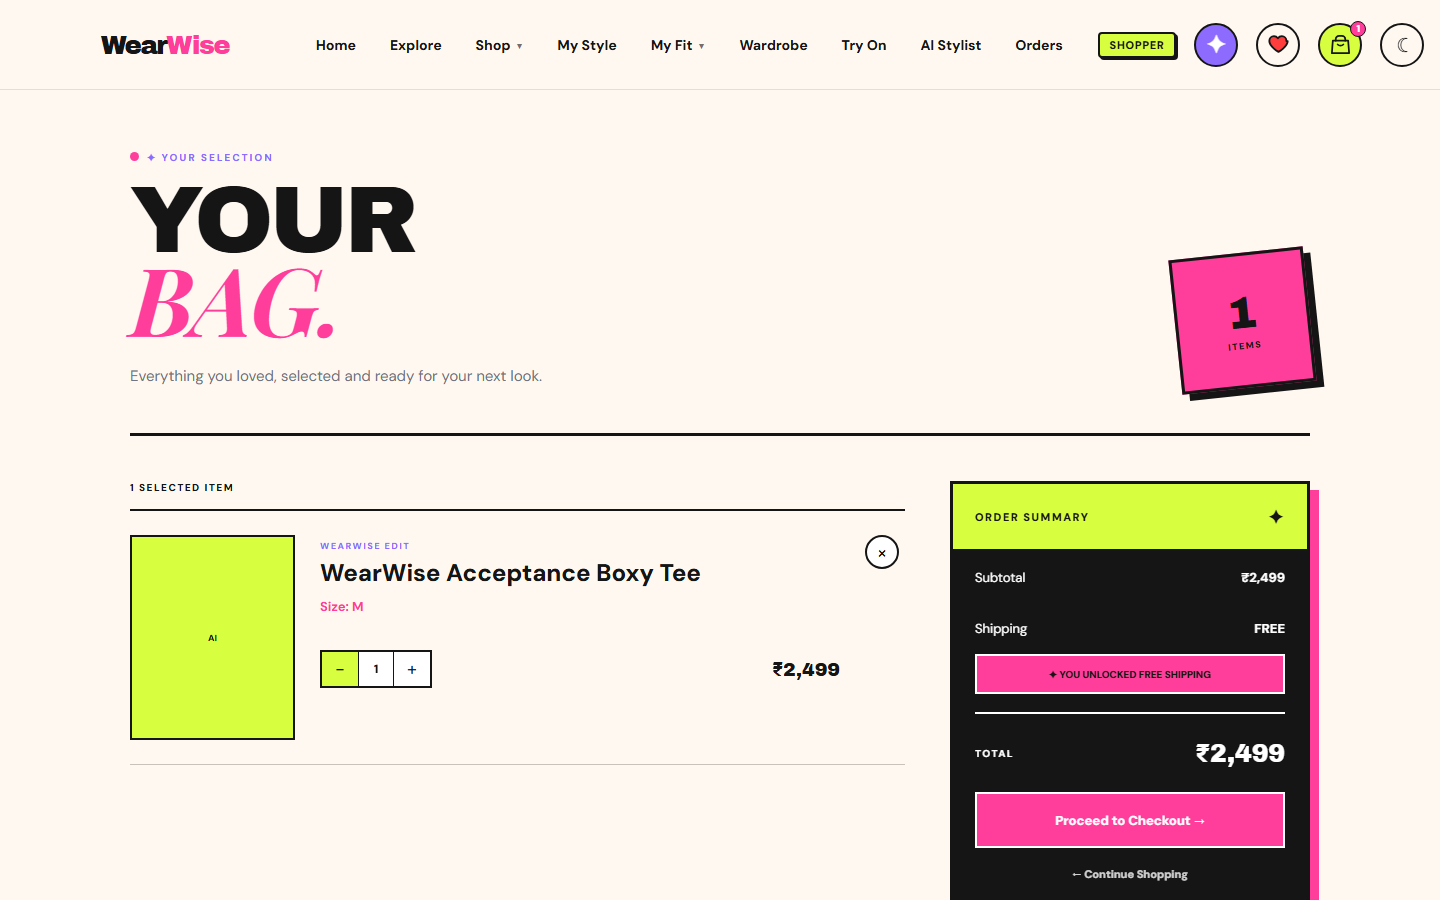 WearWise
Home Explore Shop ▾ My Style My Fit ▾ Wardrobe Try On AI Stylist Orders SHOPPER 1
✦ YOUR SELECTION
YOUR
BAG.
Everything you loved, selected and ready for your next look.
1
ITEMS
1 SELECTED ITEM
AI
WEARWISE EDIT
WearWise Acceptance Boxy Tee
Size: M
− 1 +
₹2,499
×
ORDER SUMMARY ✦
Subtotal ₹2,499
Shipping FREE
✦ YOU UNLOCKED FREE SHIPPING
TOTAL ₹2,499
Proceed to Checkout →
← Continue Shopping